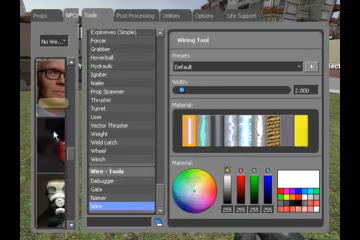 Props NPCs Tools Post Processing Utilities Options Life Support
No We...
Explosives (Simple)
Forcer
Grabber
Hoverball
Hydraulic
Igniter
Nailer
Prop Spawner
Thruster
Turret
User
Vector Thruster
Weight
Weld Latch
Wheel
Winch
Wire - Tools
Debugger
Gate
Namer
Wire
Wiring Tool
Presets
Default
Width:
2.000
Material:
Material:
255 255 255 255